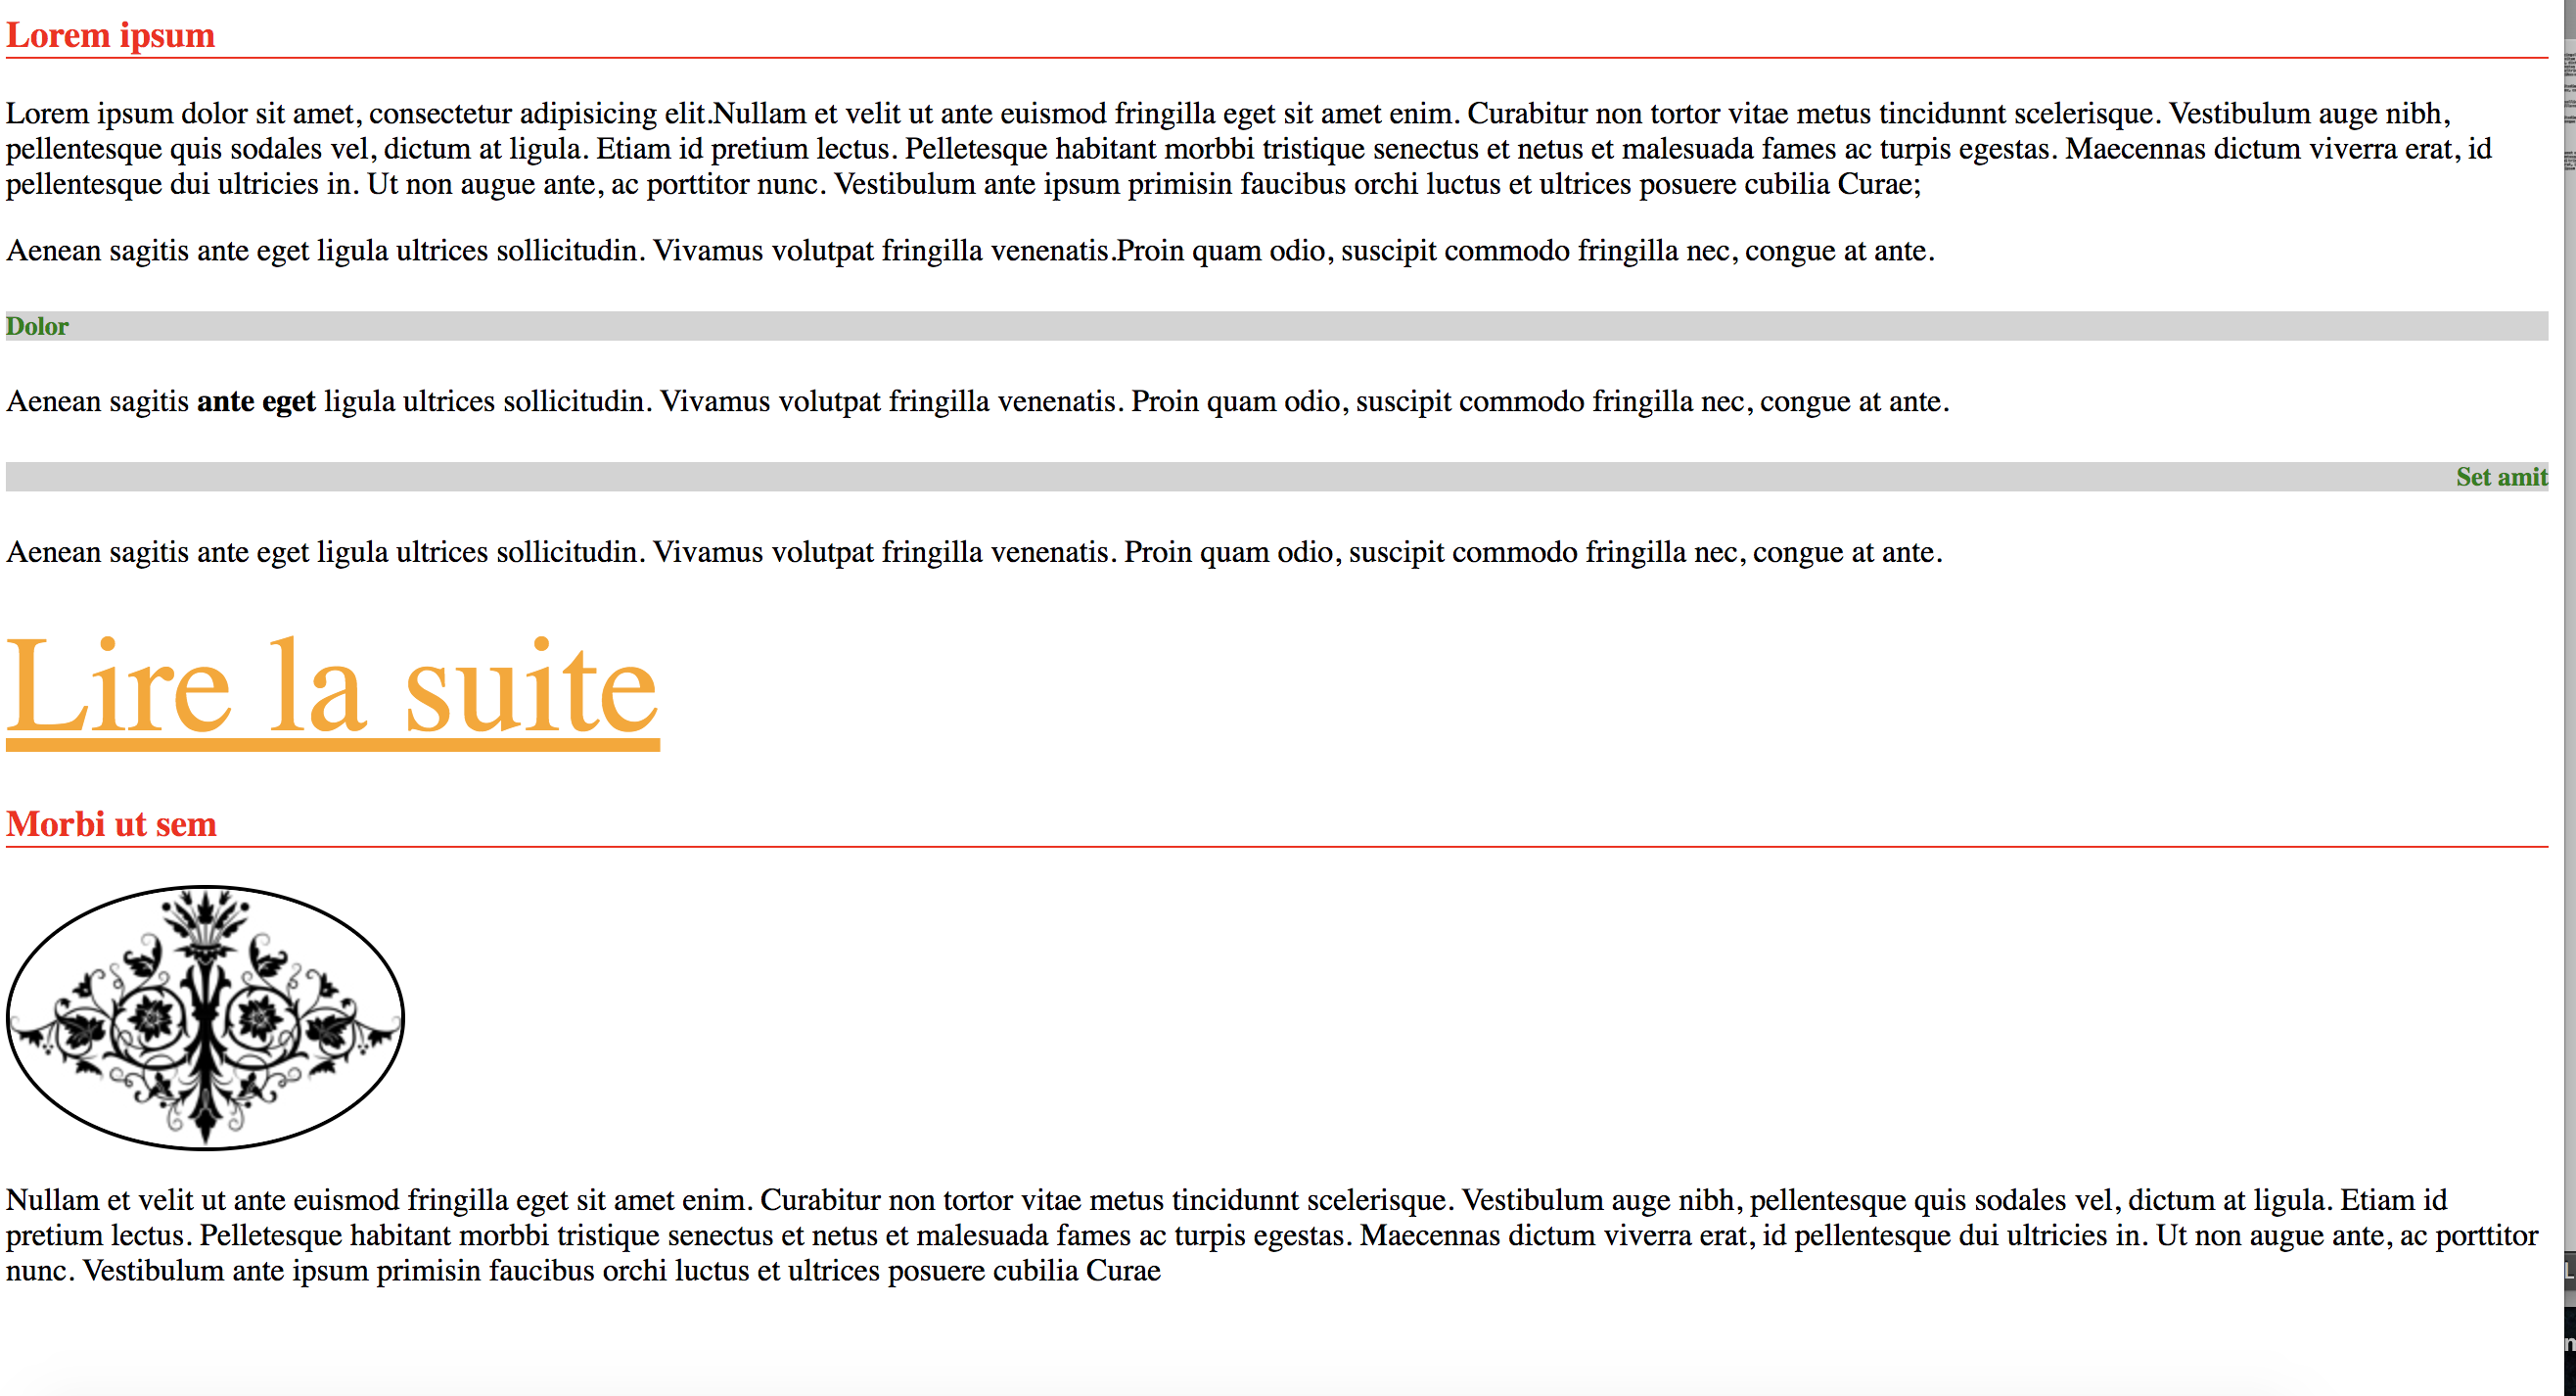 Lorem ipsum
Lorem ipsum dolor sit amet, consectetur adipisicing elit.Nullam et velit ut ante euismod fringilla eget sit amet enim. Curabitur non tortor vitae metus tincidunnt scelerisque. Vestibulum auge nibh,
pellentesque quis sodales vel, dictum at ligula. Etiam id pretium lectus. Pelletesque habitant morbbi tristique senectus et netus et malesuada fames ac turpis egestas. Maecennas dictum viverra erat, id
pellentesque dui ultricies in. Ut non augue ante, ac porttitor nunc. Vestibulum ante ipsum primisin faucibus orchi luctus et ultrices posuere cubilia Curae;
Aenean sagitis ante eget ligula ultrices sollicitudin. Vivamus volutpat fringilla venenatis.Proin quam odio, suscipit commodo fringilla nec, congue at ante.
Dolor
Aenean sagitis ante eget ligula ultrices sollicitudin. Vivamus volutpat fringilla venenatis. Proin quam odio, suscipit commodo fringilla nec, congue at ante.
Set amit
Aenean sagitis ante eget ligula ultrices sollicitudin. Vivamus volutpat fringilla venenatis. Proin quam odio, suscipit commodo fringilla nec, congue at ante.
Lire la suite
Morbi ut sem
Nullam et velit ut ante euismod fringilla eget sit amet enim. Curabitur non tortor vitae metus tincidunnt scelerisque. Vestibulum auge nibh, pellentesque quis sodales vel, dictum at ligula. Etiam id
pretium lectus. Pelletesque habitant morbbi tristique senectus et netus et malesuada fames ac turpis egestas. Maecennas dictum viverra erat, id pellentesque dui ultricies in. Ut non augue ante, ac porttitor
nunc. Vestibulum ante ipsum primisin faucibus orchi luctus et ultrices posuere cubilia Curae